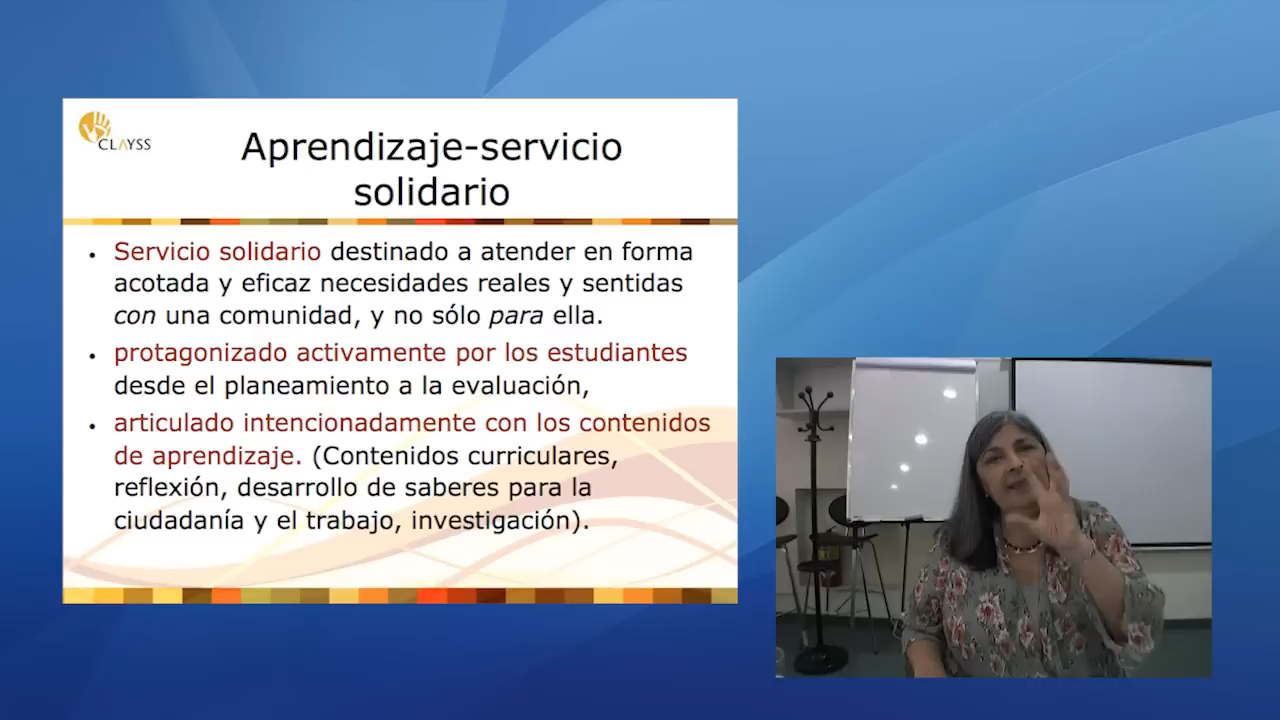 CLAYSS
Aprendizaje-servicio
solidario
• Servicio solidario destinado a atender en forma
acotada y eficaz necesidades reales y sentidas
con una comunidad, y no sólo para ella.
• protagonizado activamente por los estudiantes
desde el planeamiento a la evaluación,
• articulado intencionadamente con los contenidos
de aprendizaje. (Contenidos curriculares,
reflexión, desarrollo de saberes para la
ciudadanía y el trabajo, investigación).